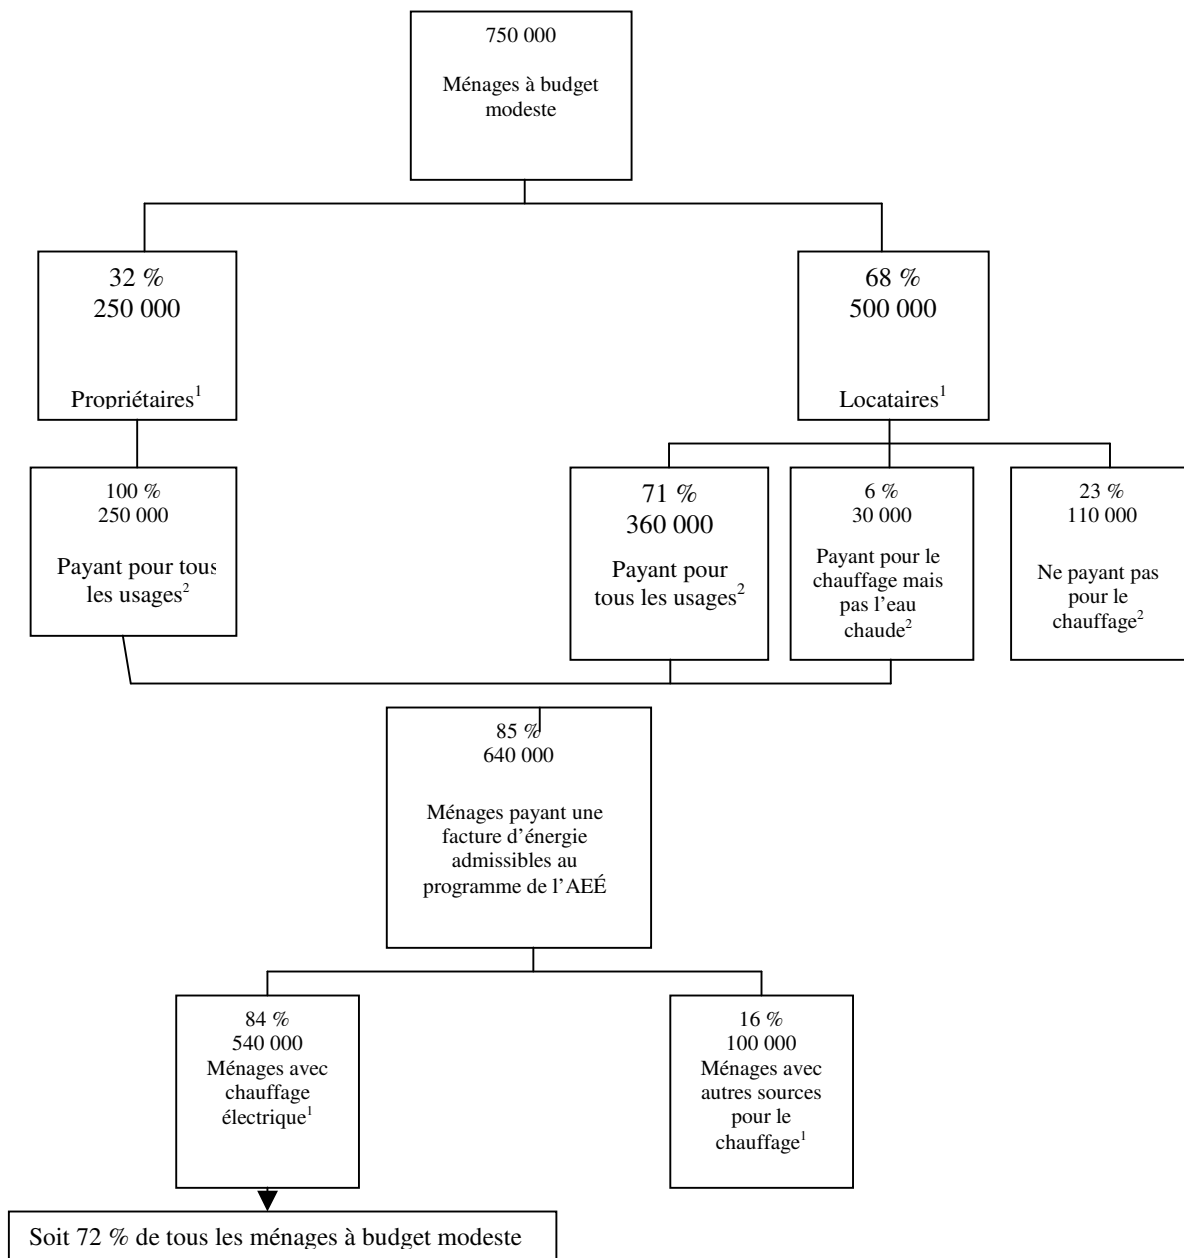 750 000
Ménages à budget
modeste
32 %
250 000
Propriétaires¹
68 %
500 000
Locataires¹
100 %
250 000
Payant pour tous
les usages²
71 %
360 000
Payant pour
tous les usages²
6 %
30 000
Payant pour le
chauffage mais
pas l’eau
chaude²
23 %
110 000
Ne payant pas
pour le
chauffage²
85 %
640 000
Ménages payant une
facture d’énergie
admissibles au
programme de l’AEÉ
84 %
540 000
Ménages avec
chauffage
électrique¹
16 %
100 000
Ménages avec
autres sources
pour le
chauffage¹
Soit 72 % de tous les ménages à budget modeste